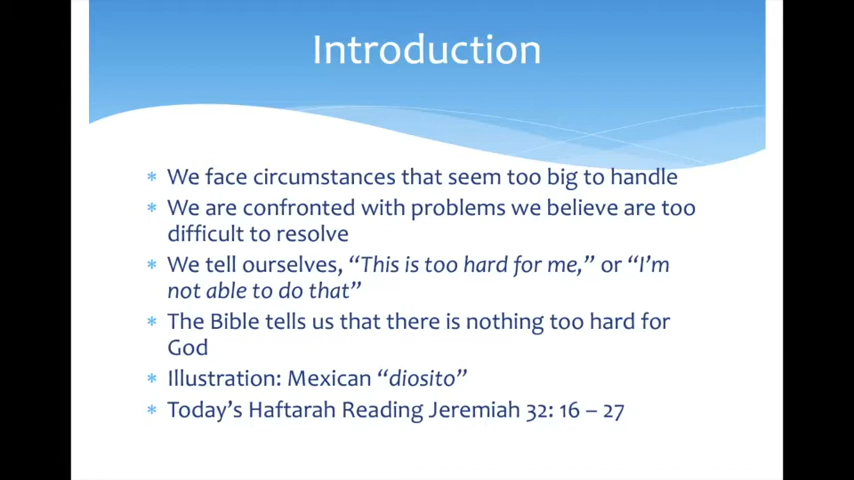 Introduction
* We face circumstances that seem too big to handle
* We are confronted with problems we believe are too
difficult to resolve
* We tell ourselves, “This is too hard for me,” or “I’m
not able to do that”
* The Bible tells us that there is nothing too hard for
God
* Illustration: Mexican “diosito”
* Today’s Haftarah Reading Jeremiah 32: 16 – 27